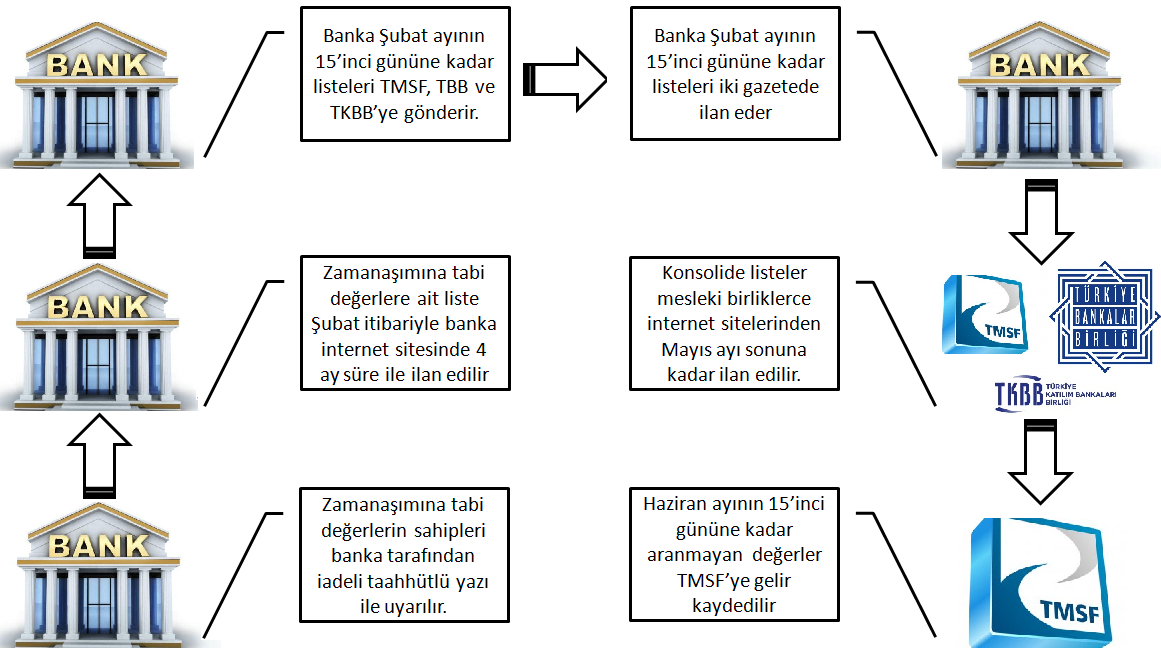 BANK
Banka Şubat ayının
15’inci gününe kadar
listeleri TMSF, TBB ve
TKBB’ye gönderir.
Banka Şubat ayının
15’inci gününe kadar
listeleri iki gazetede
ilan eder
BANK
BANK
Zamanaşımına tabi
değerlere ait liste
Şubat itibariyle banka
internet sitesinde 4
ay süre ile ilan edilir
Konsolide listeler
mesleki birliklerce
internet sitelerinden
Mayıs ayı sonuna
kadar ilan edilir.
TMSF
TÜRKİYE
BANKALAR
BİRLİĞİ
TKBB
TÜRKİYE
KATILIM BANKALARI
BİRLİĞİ
BANK
Zamanaşımına tabi
değerlerin sahipleri
banka tarafından
iadeli taahhütlü yazı
ile uyarılır.
Haziran ayının 15’inci
gününe kadar
aranmayan değerler
TMSF’ye gelir
kaydedilir
TMSF